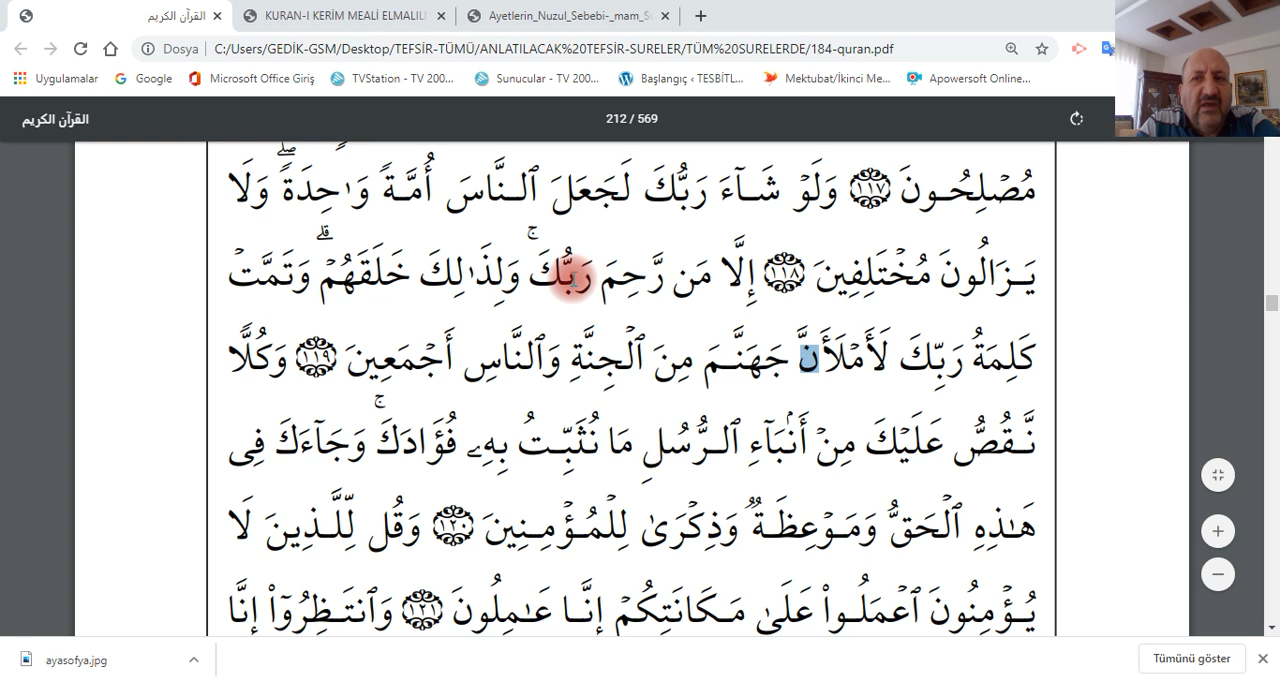 القرآن الكريم
KURAN-I KERİM MEALİ ELMALILI
Ayetlerin_Nuzul_Sebebi-_mam_S
Dosya C:/Users/GEDİK-GSM/Desktop/TEFSİR-TÜMÜ/ANLATILACAK%20TEFSİR-SURELER/TÜM%20SURELERDE/184-quran.pdf
Uygulamalar Google Microsoft Office Giriş TVStation - TV 200... Sunucular - TV 200... Başlangıç ‹ TESETTL... Mektubat/İkinci Me... Apowersoft Online...
القرآن الكريم 212 / 569
مُصْلِحُونَ ﴿١١٧﴾ وَلَوْ شَآءَ رَبُّكَ لَجَعَلَ ٱلنَّاسَ أُمَّةً وَٰحِدَةً ۖ وَلَا
يَزَالُونَ مُخْتَلِفِينَ ﴿١١٨﴾ إِلَّا مَن رَّحِمَ رَبُّكَ ۚ وَلِذَٰلِكَ خَلَقَهُمْ ۗ وَتَمَّتْ
كَلِمَةُ رَبِّكَ لَأَمْلَأَنَّ جَهَنَّمَ مِنَ ٱلْجِنَّةِ وَٱلنَّاسِ أَجْمَعِينَ ﴿١١٩﴾ وَكُلًّا
نَّقُصُّ عَلَيْكَ مِنْ أَنۢبَآءِ ٱلرُّسُلِ مَا نُثَبِّتُ بِهِۦ فُؤَادَكَ ۚ وَجَآءَكَ فِى
هَٰذِهِ ٱلْحَقُّ وَمَوْعِظَةٌ وَذِكْرَىٰ لِلْمُؤْمِنِينَ ﴿١٢٠﴾ وَقُل لِّلَّذِينَ لَا
يُؤْمِنُونَ ٱعْمَلُوا۟ عَلَىٰ مَكَانَتِكُمْ إِنَّا عَٰمِلُونَ ﴿١٢١﴾ وَٱنتَظِرُوٓا۟ إِنَّا
ayasofya.jpg Tümünü göster